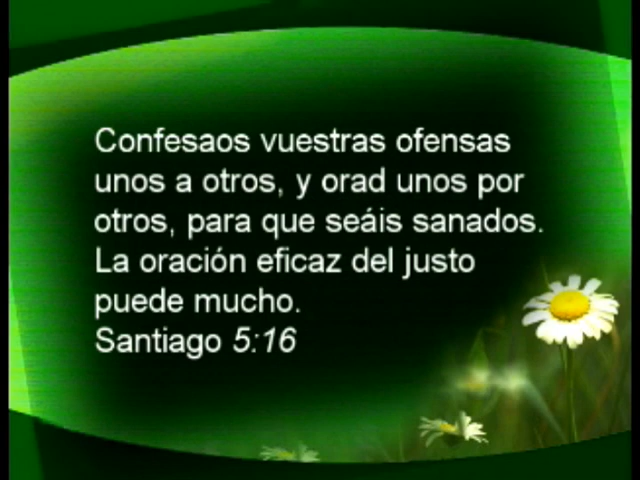 Confesaos vuestras ofensas
unos a otros, y orad unos por
otros, para que seáis sanados.
La oración eficaz del justo
puede mucho.
Santiago 5:16